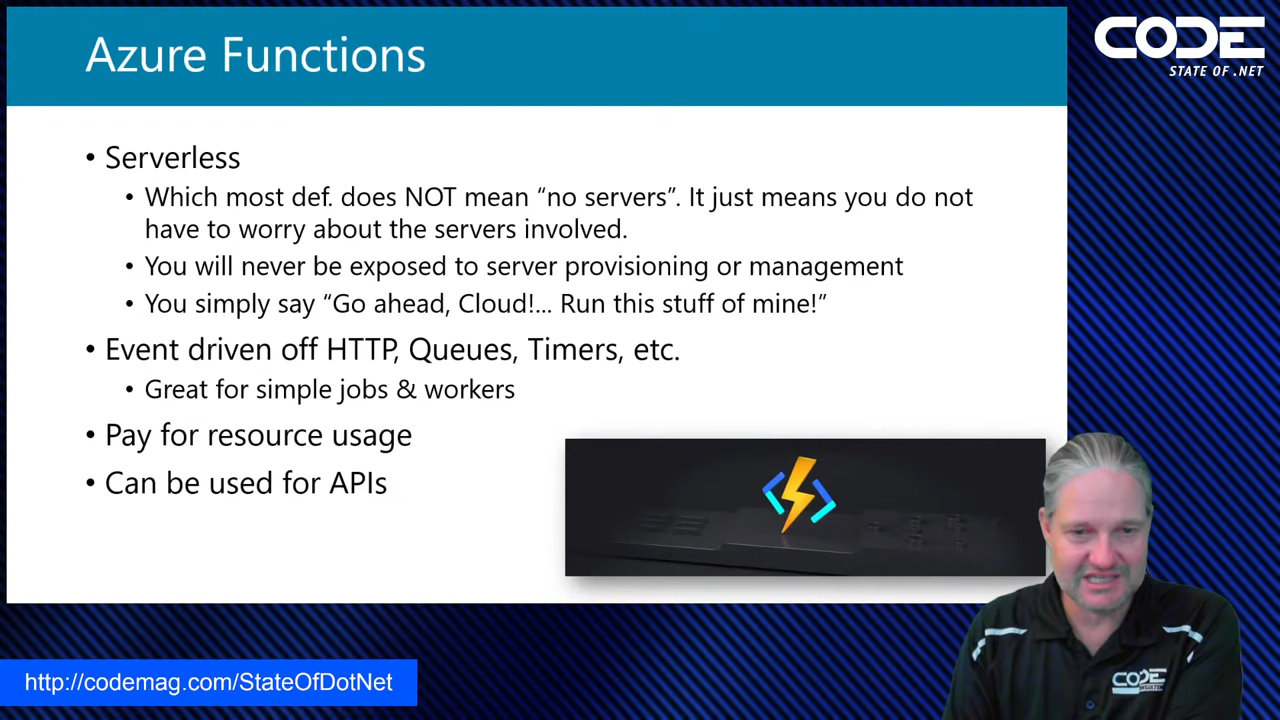 Azure Functions
CODE
STATE OF .NET
• Serverless
• Which most def. does NOT mean “no servers”. It just means you do not
have to worry about the servers involved.
• You will never be exposed to server provisioning or management
• You simply say “Go ahead, Cloud!... Run this stuff of mine!”
• Event driven off HTTP, Queues, Timers, etc.
• Great for simple jobs & workers
• Pay for resource usage
• Can be used for APIs
CODE
CONSULTING
http://codemag.com/StateOfDotNet